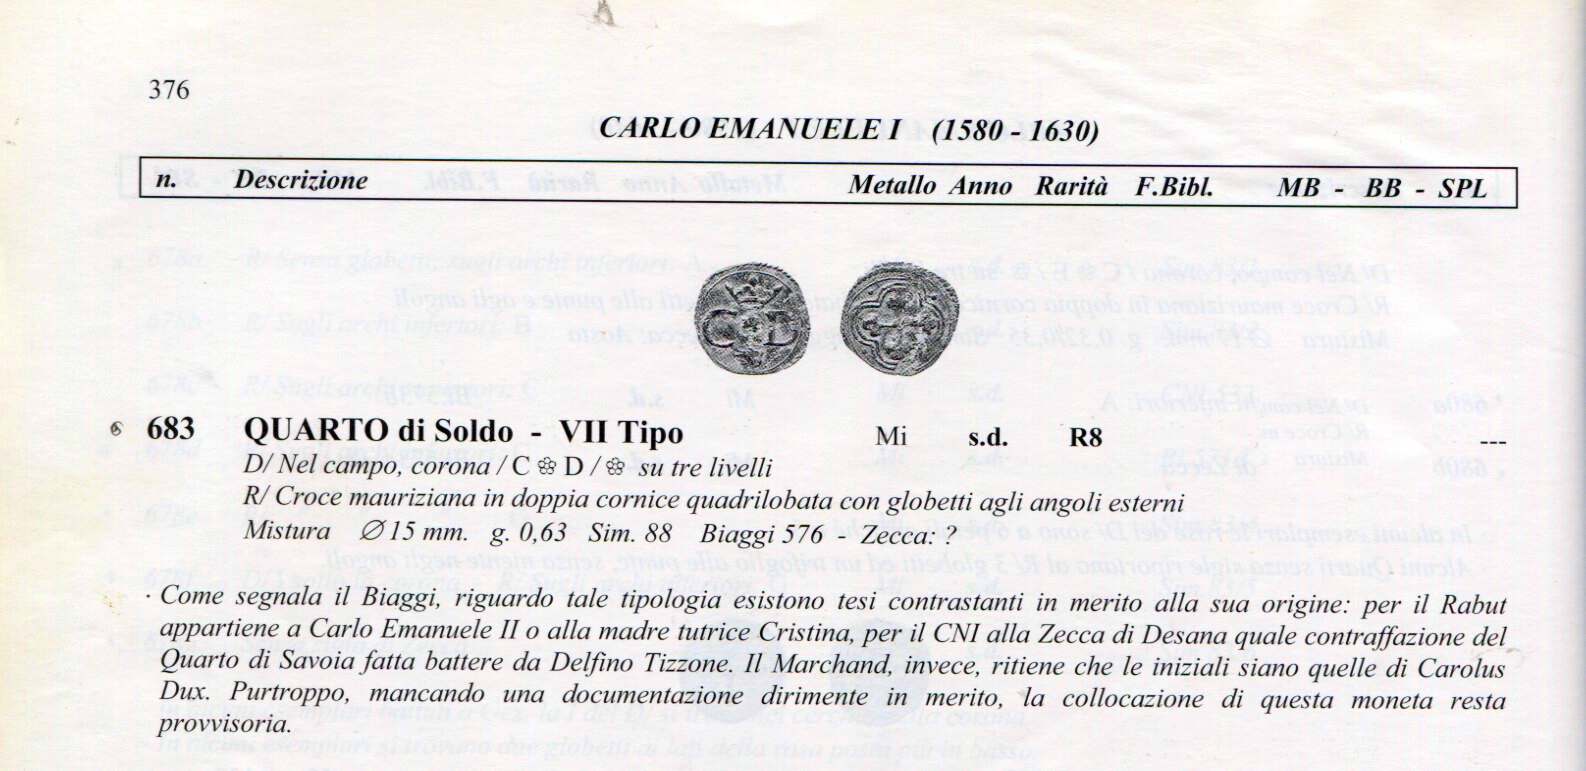 376
CARLO EMANUELE I (1580 - 1630)
n. Descrizione Metallo Anno Rarità F.Bibl. MB - BB - SPL
683 QUARTO di Soldo - VII Tipo Mi s.d. R8 ---
D/ Nel campo, corona / C ❀ D / ❀ su tre livelli
R/ Croce mauriziana in doppia cornice quadrilobata con globetti agli angoli esterni
Mistura Ø 15 mm. g. 0,63 Sim. 88 Biaggi 576 - Zecca: ?
Come segnala il Biaggi, riguardo tale tipologia esistono tesi contrastanti in merito alla sua origine: per il Rabut
appartiene a Carlo Emanuele II o alla madre tutrice Cristina, per il CNI alla Zecca di Desana quale contraffazione del
Quarto di Savoia fatta battere da Delfino Tizzone. Il Marchand, invece, ritiene che le iniziali siano quelle di Carolus
Dux. Purtroppo, mancando una documentazione dirimente in merito, la collocazione di questa moneta resta
provvisoria.